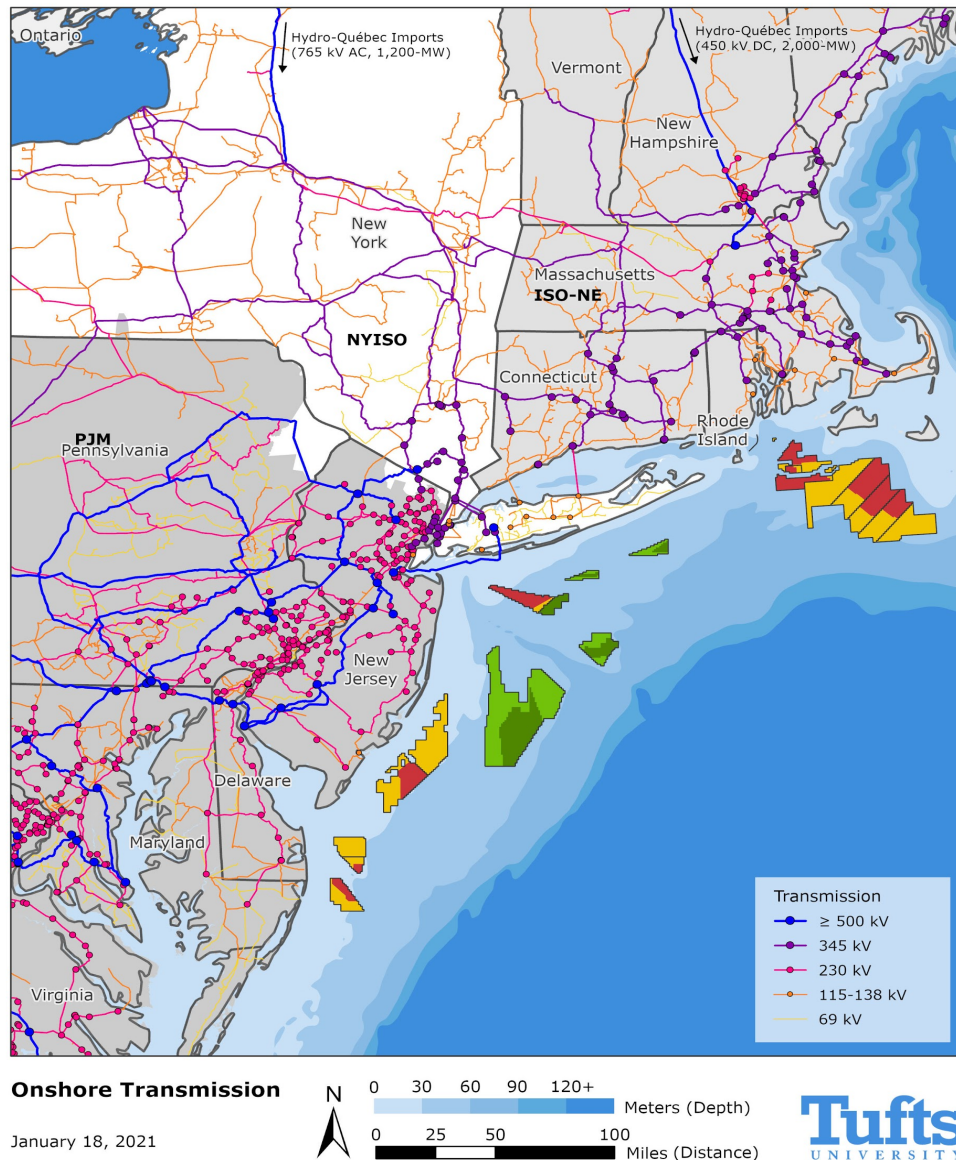 Ontario
Hydro-Québec Imports
(765 kV AC, 1,200-MW)
Hydro-Québec Imports
(450 kV DC, 2,000-MW)
Vermont
New
Hampshire
New
York
Massachusetts
ISO-NE
NYISO
Connecticut
Rhode
Island
PJM
Pennsylvania
New
Jersey
Delaware
Maryland
Virginia
Transmission
≥ 500 kV
345 kV
230 kV
115-138 kV
69 kV
Onshore Transmission
January 18, 2021
N
0 30 60 90 120+
Meters (Depth)
0 25 50 100
Miles (Distance)
Tufts
UNIVERSITY